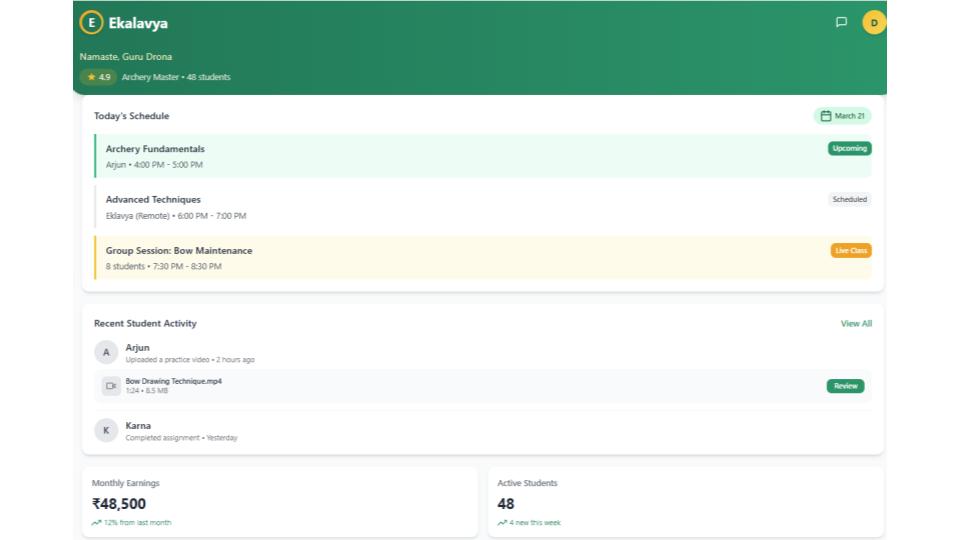 E Ekalavya
D
Namaste, Guru Drona
★ 4.9 Archery Master • 48 students
Today's Schedule
March 21
Archery Fundamentals
Upcoming
Arjun • 4:00 PM - 5:00 PM
Advanced Techniques
Scheduled
Eklavya (Remote) • 6:00 PM - 7:00 PM
Group Session: Bow Maintenance
Live Class
8 students • 7:30 PM - 8:30 PM
Recent Student Activity
View All
A
Arjun
Uploaded a practice video • 2 hours ago
Bow Drawing Technique.mp4
1:24 • 8.5 MB
Review
K
Karna
Completed assignment • Yesterday
Monthly Earnings
₹48,500
12% from last month
Active Students
48
4 new this week